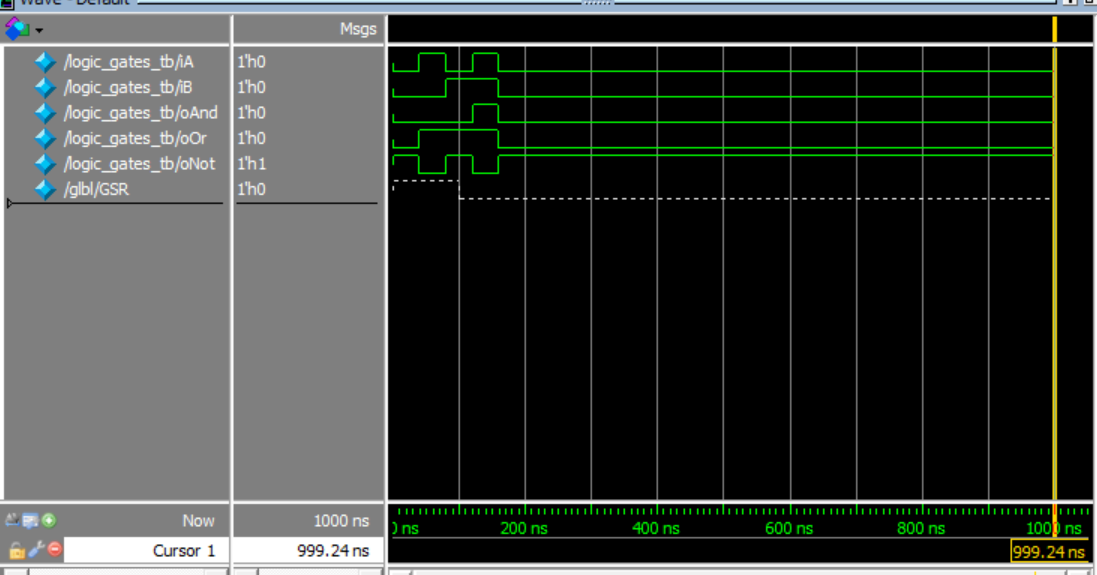 Wave - Default
Msgs
/logic_gates_tb/iA 1'h0
/logic_gates_tb/iB 1'h0
/logic_gates_tb/oAnd 1'h0
/logic_gates_tb/oOr 1'h0
/logic_gates_tb/oNot 1'h1
/glbl/GSR 1'h0
Now 1000 ns
ns 200 ns 400 ns 600 ns 800 ns 1000 ns
Cursor 1 999.24 ns 999.24 ns